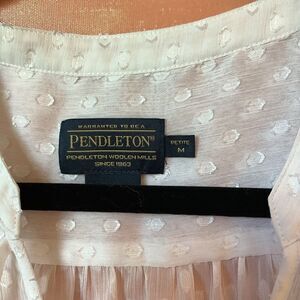 WARRANTED TO BE A
PENDLETON®
PENDLETON WOOLEN MILLS
SINCE 1863
PETITE
M